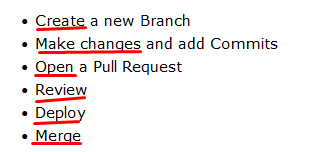 • Create a new Branch
• Make changes and add Commits
• Open a Pull Request
• Review
• Deploy
• Merge